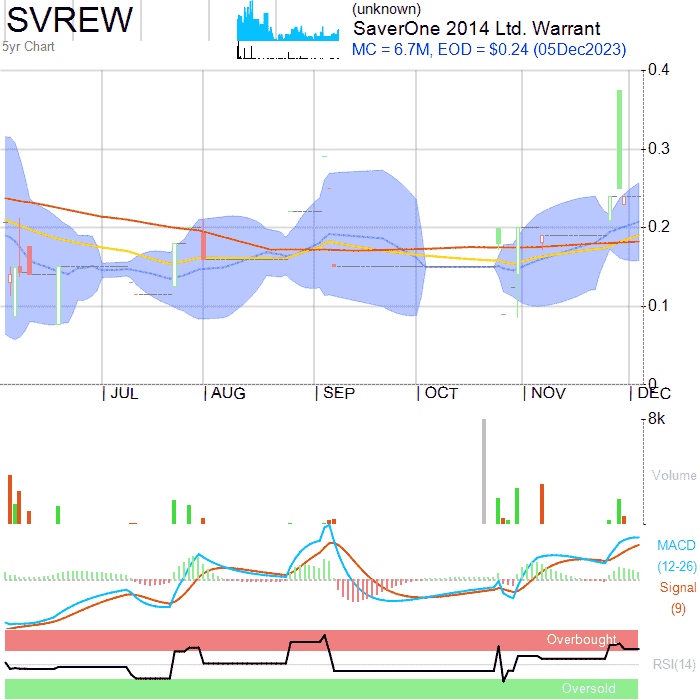 SVREW
5yr Chart
(unknown)
SaverOne 2014 Ltd. Warrant
MC = 6.7M, EOD = $0.24 (05Dec2023)
0.4
0.3
0.2
0.1
0
JUL AUG SEP OCT NOV DEC
8k
Volume
MACD
(12-26)
Signal
(9)
Overbought
RSI(14)
Oversold